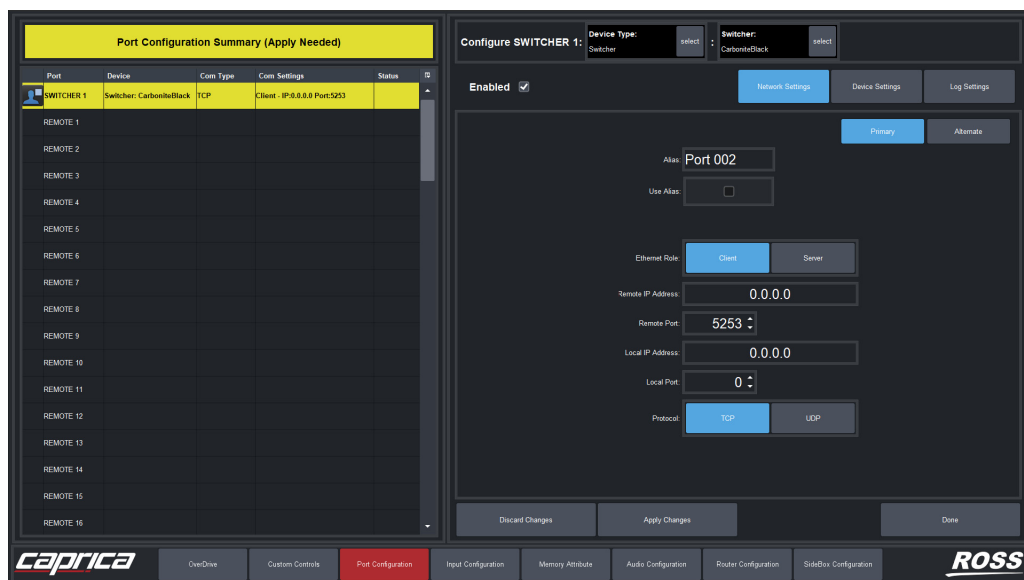 Port Configuration Summary (Apply Needed)
Port Device Com Type Com Settings Status
SWITCHER 1 Switcher: CarboniteBlack TCP Client - IP:0.0.0.0 Port:5253
REMOTE 1
REMOTE 2
REMOTE 3
REMOTE 4
REMOTE 5
REMOTE 6
REMOTE 7
REMOTE 8
REMOTE 9
REMOTE 10
REMOTE 11
REMOTE 12
REMOTE 13
REMOTE 14
REMOTE 15
REMOTE 16
Configure SWITCHER 1: Device Type: Switcher select : Switcher: CarboniteBlack select
Enabled Network Settings Device Settings Log Settings
Primary Alternate
Alias: Port 002
Use Alias:
Ethernet Role: Client Server
Remote IP Address: 0.0.0.0
Remote Port: 5253
Local IP Address: 0.0.0.0
Local Port: 0
Protocol: TCP UDP
Discard Changes Apply Changes Done
caprica OverDrive Custom Controls Port Configuration Input Configuration Memory Attribute Audio Configuration Router Configuration SideBox Configuration ROSS